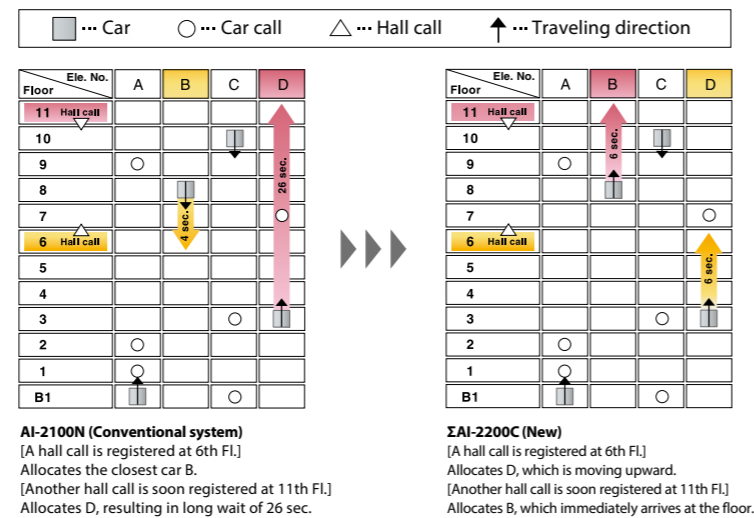 ... Car ... Car call ... Hall call ... Traveling direction
Ele. No.
Floor
A B C D
11 Hall call
10
9
8
7
6 Hall call
5
4
3
2
1
B1
4 sec.
26 sec.
AI-2100N (Conventional system)
[A hall call is registered at 6th Fl.]
Allocates the closest car B.
[Another hall call is soon registered at 11th Fl.]
Allocates D, resulting in long wait of 26 sec.
Ele. No.
Floor
A B C D
11 Hall call
10
9
8
7
6 Hall call
5
4
3
2
1
B1
6 sec.
6 sec.
ΣAI-2200C (New)
[A hall call is registered at 6th Fl.]
Allocates D, which is moving upward.
[Another hall call is soon registered at 11th Fl.]
Allocates B, which immediately arrives at the floor.